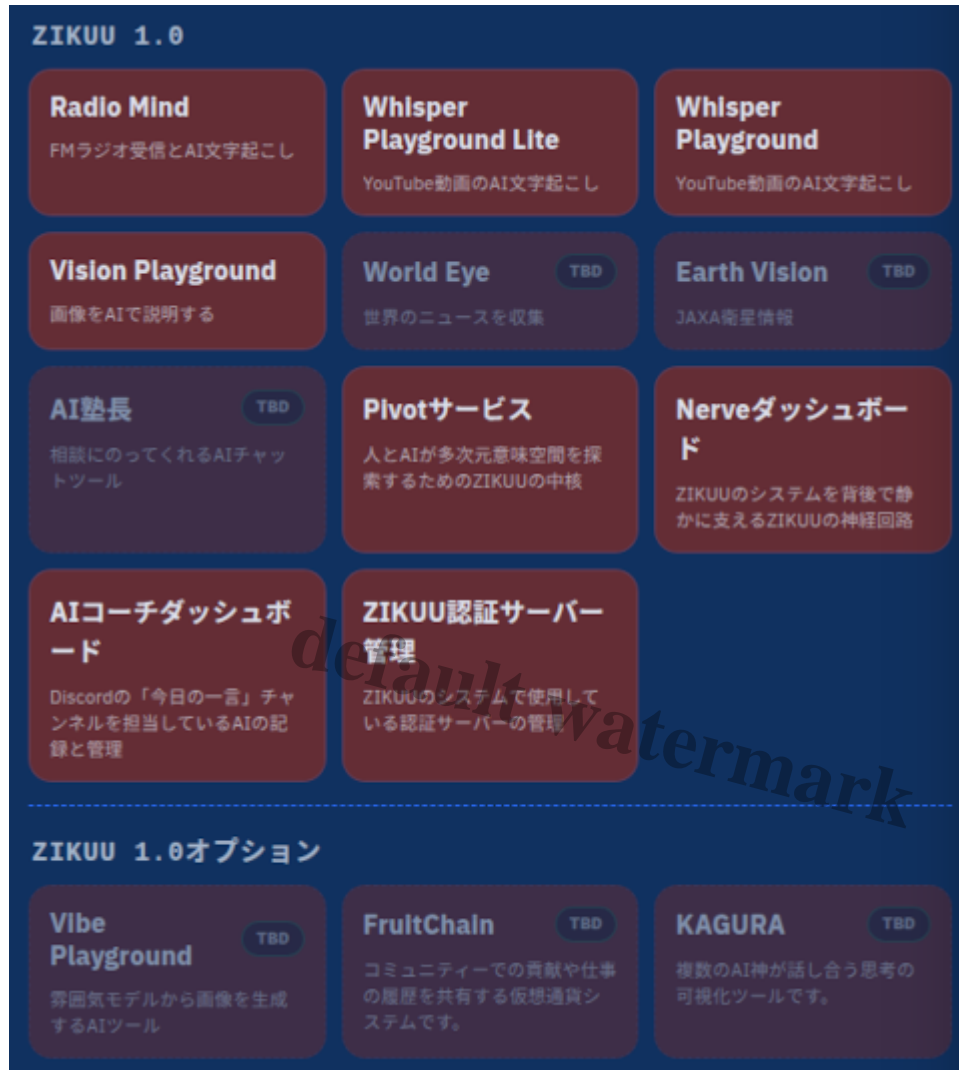 ZIKUU 1.0
Radio Mind
FMラジオ受信とAI文字起こし
Whisper
Playground Lite
YouTube動画のAI文字起こし
Whisper
Playground
YouTube動画のAI文字起こし
Vision Playground
画像をAIで説明する
World Eye
TBD
世界のニュースを収集
Earth Vision
TBD
JAXA衛星情報
AI塾長
TBD
相談にのってくれるAIチャッ
トツール
Pivotサービス
人とAIが多次元意味空間を探
索するためのZIKUUの中核
Nerveダッシュボー
ド
ZIKUUのシステムを背後で静
かに支えるZIKUUの神経回路
AIコーチダッシュボ
ード
Discordの「今日の一言」チャ
ンネルを担当しているAIの記
録と管理
ZIKUU認証サーバー
管理
ZIKUUのシステムで使用して
いる認証サーバーの管理
default watermark
ZIKUU 1.0オプション
Vibe
Playground
TBD
雰囲気モデルから画像を生成
するAIツール
FruitChain
TBD
コミュニティーでの貢献や仕事
の履歴を共有する仮想通貨シ
ステムです。
KAGURA
TBD
複数のAI神が話し合う思考の
可視化ツールです。